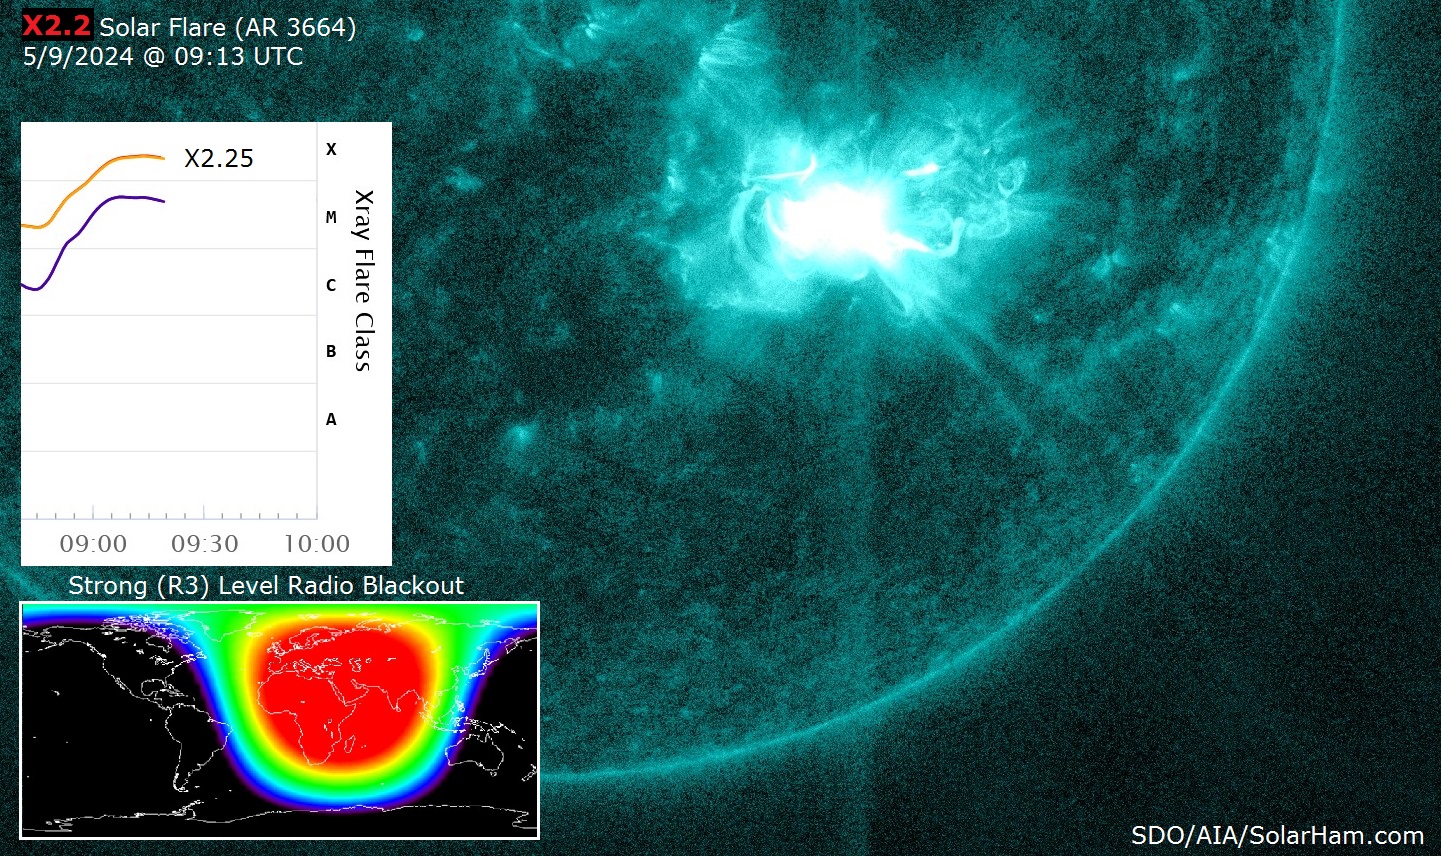 X2.2 Solar Flare (AR 3664)
5/9/2024 @ 09:13 UTC
X2.25
X
M
C
B
A
Xray Flare Class
09:00 09:30 10:00
Strong (R3) Level Radio Blackout
SDO/AIA/SolarHam.com